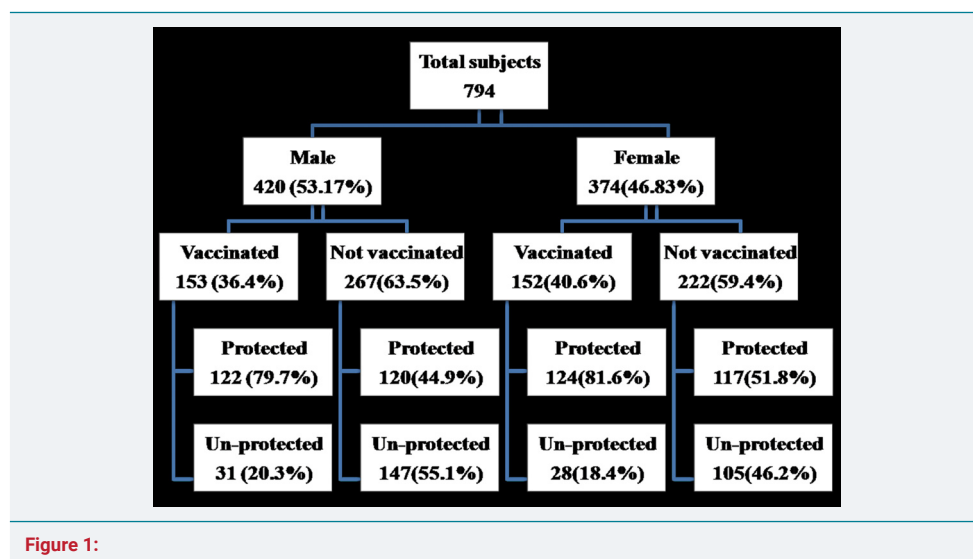 Total subjects
794
Male
420 (53.17%)
Female
374(46.83%)
Vaccinated
153 (36.4%)
Not vaccinated
267(63.5%)
Vaccinated
152(40.6%)
Not vaccinated
222(59.4%)
Protected
122 (79.7%)
Protected
120(44.9%)
Protected
124(81.6%)
Protected
117(51.8%)
Un-protected
31 (20.3%)
Un-protected
147(55.1%)
Un-protected
28(18.4%)
Un-protected
105(46.2%)
Figure 1: